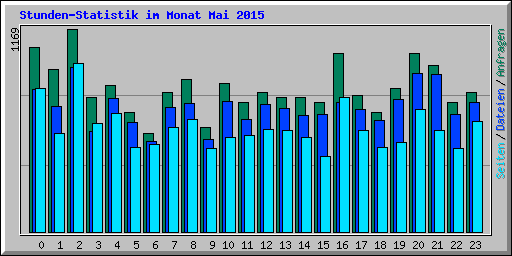 Stunden-Statistik im Monat Mai 2015
1169
Seiten / Dateien / Anfragen
0 1 2 3 4 5 6 7 8 9 10 11 12 13 14 15 16 17 18 19 20 21 22 23